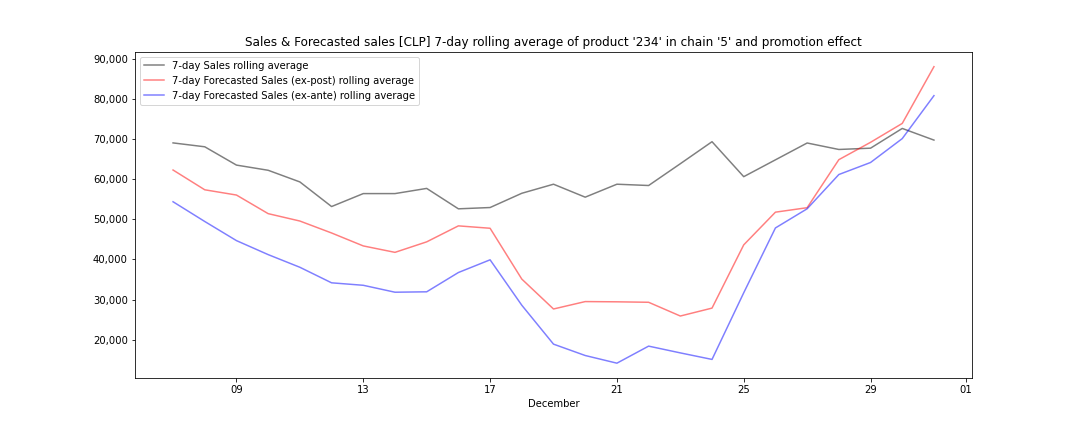 Sales & Forecasted sales [CLP] 7-day rolling average of product '234' in chain '5' and promotion effect
90,000
80,000
70,000
60,000
50,000
40,000
30,000
20,000
7-day Sales rolling average
7-day Forecasted Sales (ex-post) rolling average
7-day Forecasted Sales (ex-ante) rolling average
09 13 17 21 25 29 01
December